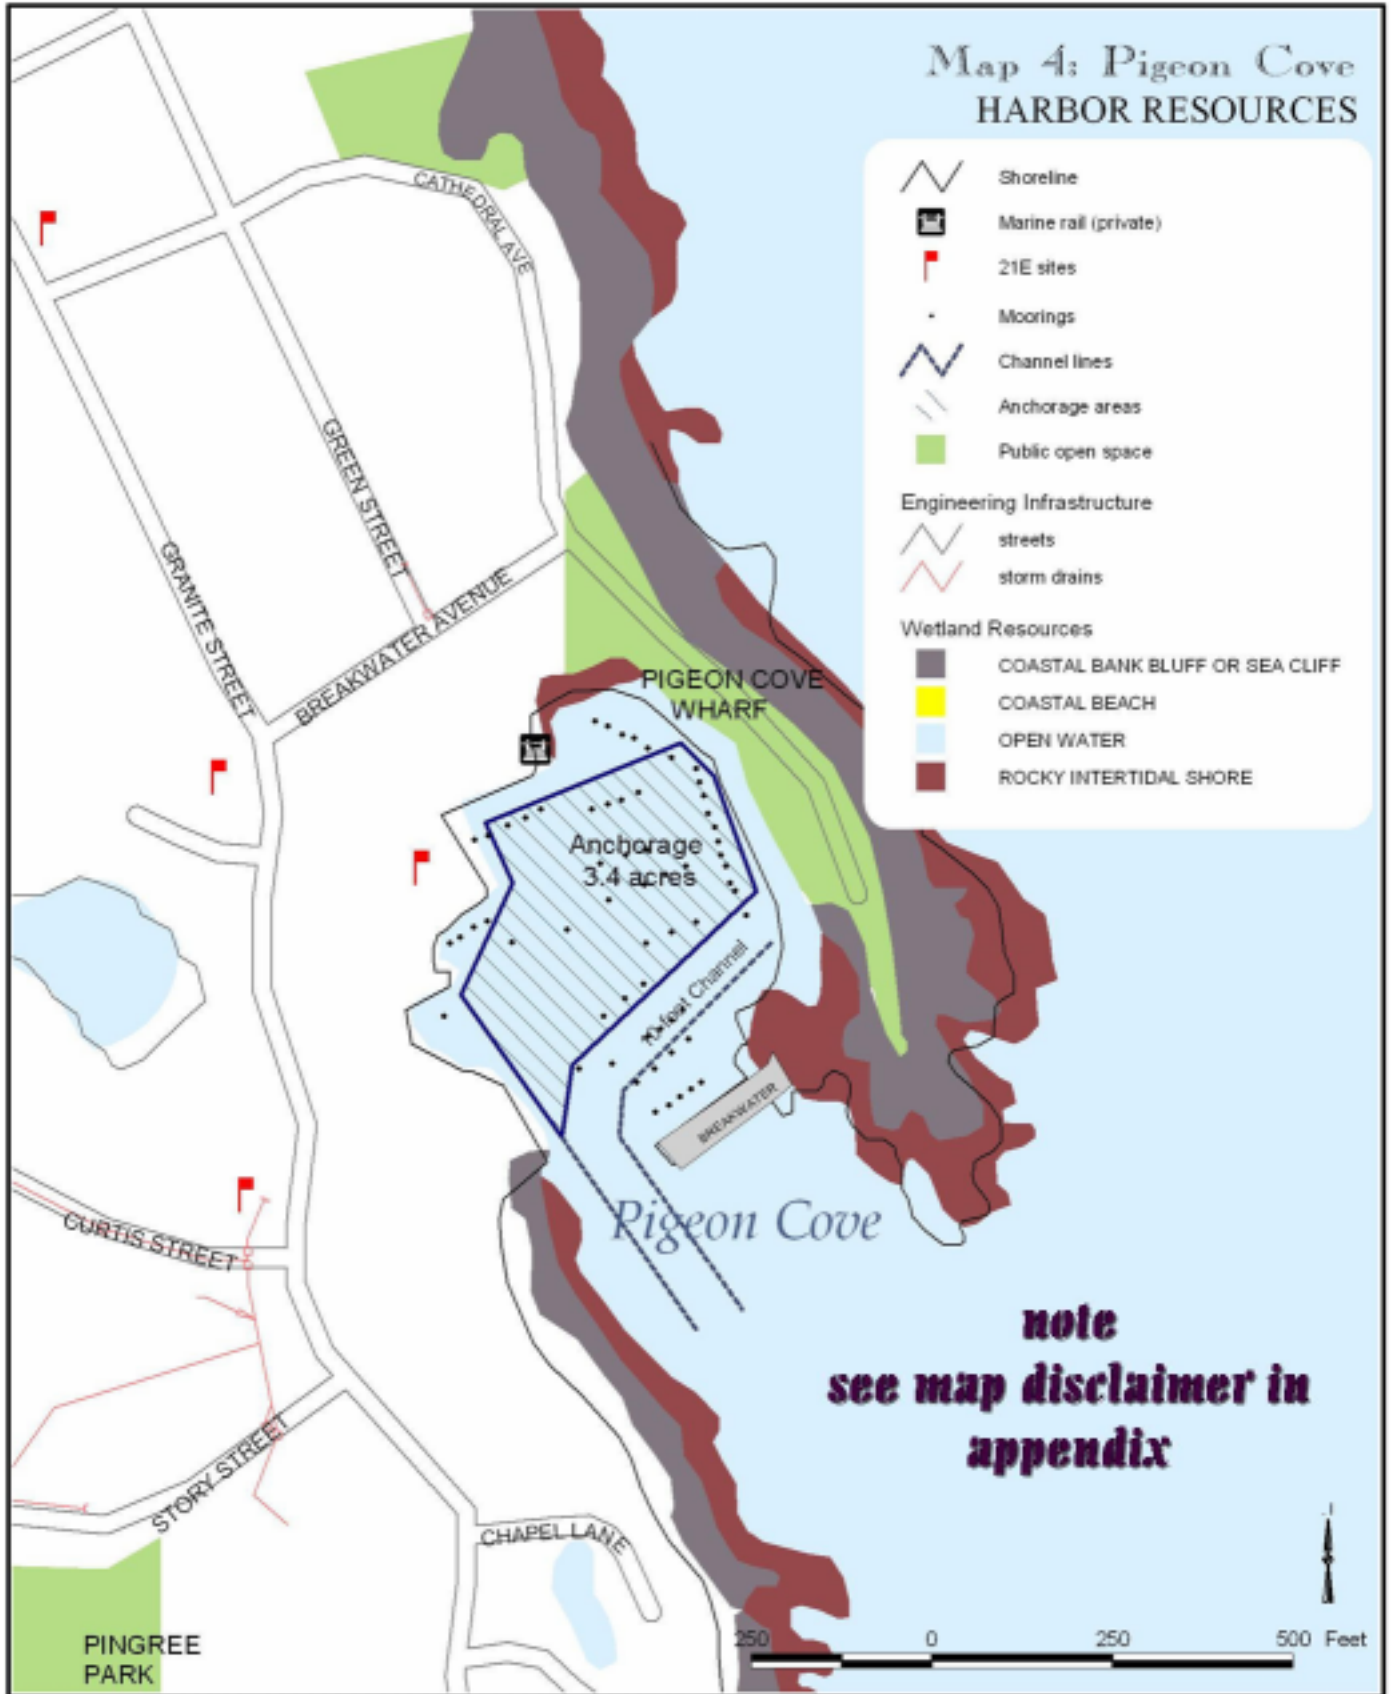 Map 4: Pigeon Cove
HARBOR RESOURCES
Shoreline
Marine rail (private)
21E sites
Moorings
Channel lines
Anchorage areas
Public open space
Engineering Infrastructure
streets
storm drains
Wetland Resources
COASTAL BANK BLUFF OR SEA CLIFF
COASTAL BEACH
OPEN WATER
ROCKY INTERTIDAL SHORE
CATHEDRAL AVE
GREEN STREET
GRANITE STREET
BREAKWATER AVENUE
PIGEON COVE
WHARF
Anchorage
3.4 acres
Channel
BREAKWATER
Pigeon Cove
CURTIS STREET
note
see map disclaimer in
appendix
STORY STREET
CHAPEL LANE
PINGREE
PARK
250 0 250 500 Feet